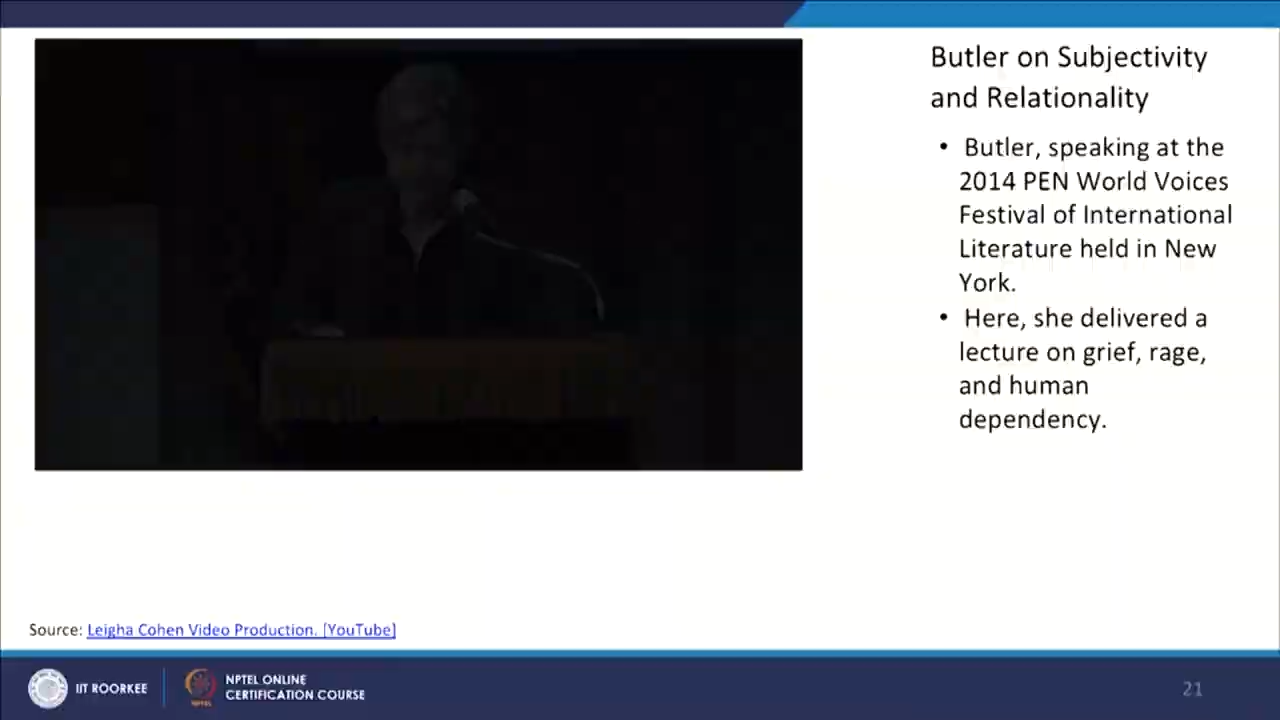 Butler on Subjectivity
and Relationality
• Butler, speaking at the
2014 PEN World Voices
Festival of International
Literature held in New
York.
• Here, she delivered a
lecture on grief, rage,
and human
dependency.
Source: Leigha Cohen Video Production. [YouTube]
IIT ROORKEE
NPTEL ONLINE
CERTIFICATION COURSE
21